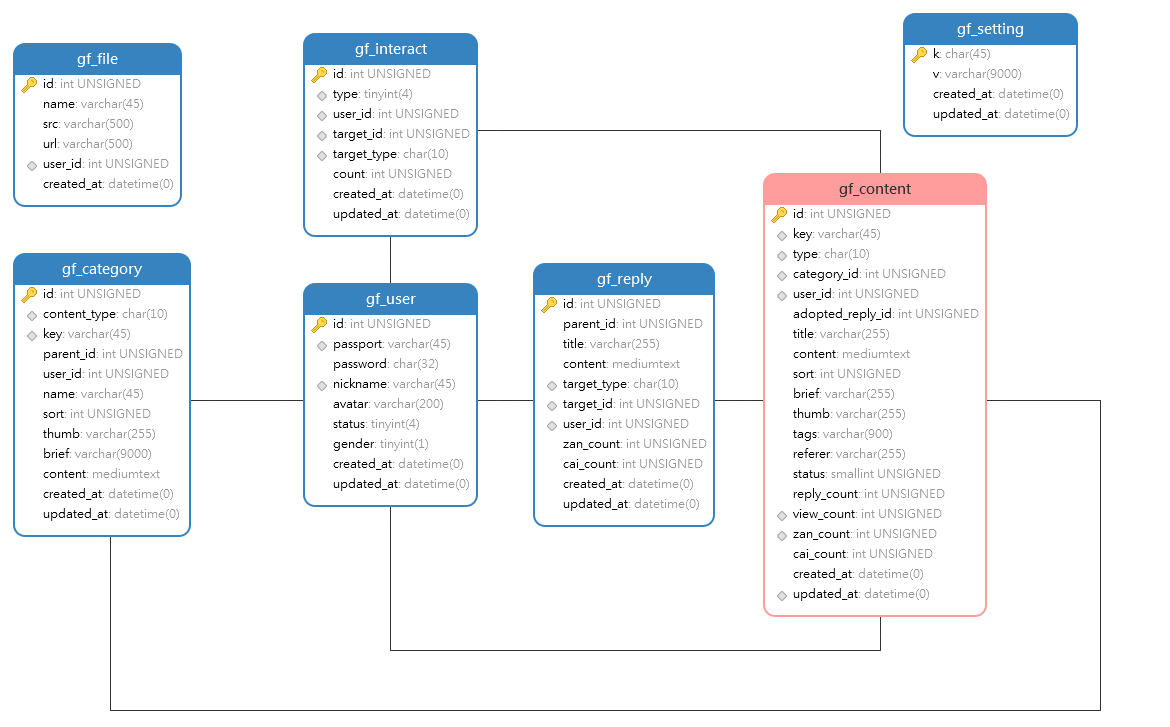 gf_file
id: int UNSIGNED
name: varchar(45)
src: varchar(500)
url: varchar(500)
user_id: int UNSIGNED
created_at: datetime(0)
gf_interact
id: int UNSIGNED
type: tinyint(4)
user_id: int UNSIGNED
target_id: int UNSIGNED
target_type: char(10)
count: int UNSIGNED
created_at: datetime(0)
updated_at: datetime(0)
gf_setting
k: char(45)
v: varchar(9000)
created_at: datetime(0)
updated_at: datetime(0)
gf_category
id: int UNSIGNED
content_type: char(10)
key: varchar(45)
parent_id: int UNSIGNED
user_id: int UNSIGNED
name: varchar(45)
sort: int UNSIGNED
thumb: varchar(255)
brief: varchar(9000)
content: mediumtext
created_at: datetime(0)
updated_at: datetime(0)
gf_user
id: int UNSIGNED
passport: varchar(45)
password: char(32)
nickname: varchar(45)
avatar: varchar(200)
status: tinyint(4)
gender: tinyint(1)
created_at: datetime(0)
updated_at: datetime(0)
gf_reply
id: int UNSIGNED
parent_id: int UNSIGNED
title: varchar(255)
content: mediumtext
target_type: char(10)
target_id: int UNSIGNED
user_id: int UNSIGNED
zan_count: int UNSIGNED
cai_count: int UNSIGNED
created_at: datetime(0)
updated_at: datetime(0)
gf_content
id: int UNSIGNED
key: varchar(45)
type: char(10)
category_id: int UNSIGNED
user_id: int UNSIGNED
adopted_reply_id: int UNSIGNED
title: varchar(255)
content: mediumtext
sort: int UNSIGNED
brief: varchar(255)
thumb: varchar(255)
tags: varchar(900)
referer: varchar(255)
status: smallint UNSIGNED
reply_count: int UNSIGNED
view_count: int UNSIGNED
zan_count: int UNSIGNED
cai_count: int UNSIGNED
created_at: datetime(0)
updated_at: datetime(0)